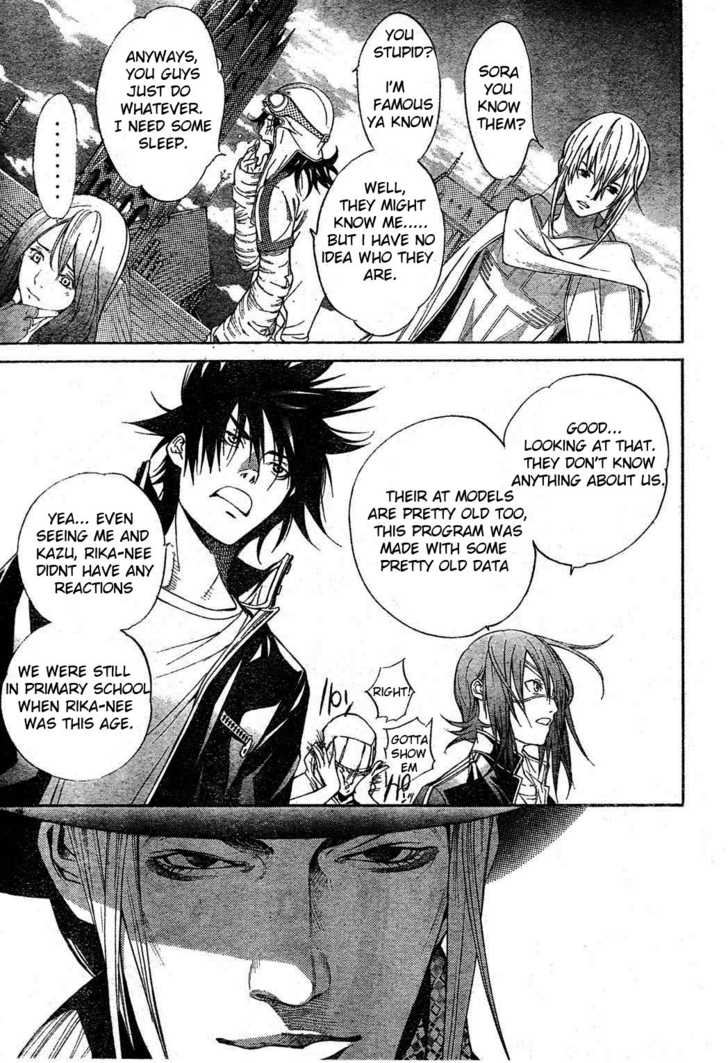 SORA
YOU
KNOW
THEM?
YOU
STUPID?
I'M
FAMOUS
YA KNOW
WELL,
THEY MIGHT
KNOW ME.....
BUT I HAVE NO
IDEA WHO THEY
ARE.
ANYWAYS,
YOU GUYS
JUST DO
WHATEVER.
I NEED SOME
SLEEP.
......
GOOD...
LOOKING AT THAT.
THEY DON'T KNOW
ANYTHING ABOUT US.
THEIR AT MODELS
ARE PRETTY OLD TOO,
THIS PROGRAM WAS
MADE WITH SOME
PRETTY OLD DATA
YEA... EVEN
SEEING ME AND
KAZU, RIKA-NEE
DIDNT HAVE ANY
REACTIONS
WE WERE STILL
IN PRIMARY SCHOOL
WHEN RIKA-NEE
WAS THIS AGE.
RIGHT!
GOTTA
SHOW
EM